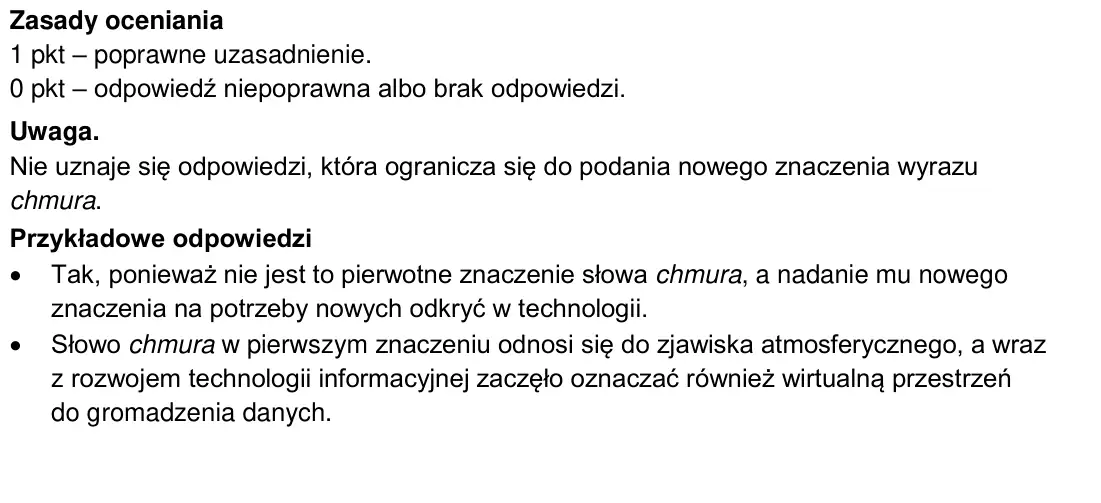 Zasady oceniania
1 pkt – poprawne uzasadnienie.
0 pkt – odpowiedź niepoprawna albo brak odpowiedzi.
Uwaga.
Nie uznaje się odpowiedzi, która ogranicza się do podania nowego znaczenia wyrazu
chmura.
Przykładowe odpowiedzi
• Tak, ponieważ nie jest to pierwotne znaczenie słowa chmura, a nadanie mu nowego
znaczenia na potrzeby nowych odkryć w technologii.
• Słowo chmura w pierwszym znaczeniu odnosi się do zjawiska atmosferycznego, a wraz
z rozwojem technologii informacyjnej zaczęło oznaczać również wirtualną przestrzeń
do gromadzenia danych.